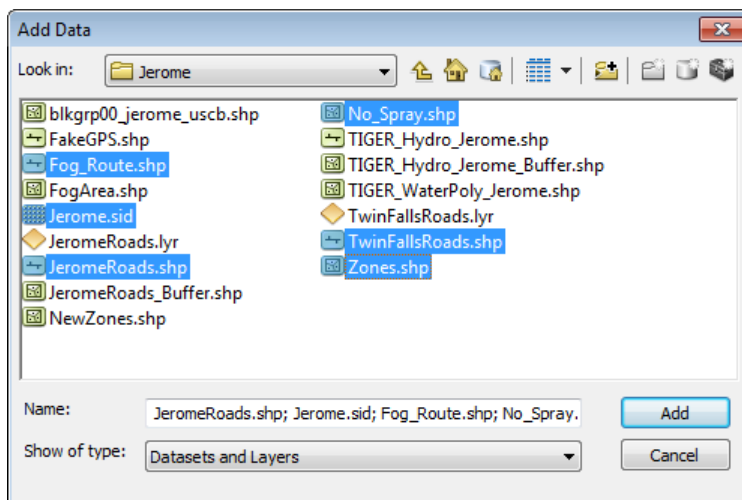 Add Data
Look in: Jerome
blkgrp00_jerome_uscb.shp
FakeGPS.shp
Fog_Route.shp
FogArea.shp
Jerome.sid
JeromeRoads.lyr
JeromeRoads.shp
JeromeRoads_Buffer.shp
NewZones.shp
No_Spray.shp
TIGER_Hydro_Jerome.shp
TIGER_Hydro_Jerome_Buffer.shp
TIGER_WaterPoly_Jerome.shp
TwinFallsRoads.lyr
TwinFallsRoads.shp
Zones.shp
Name: JeromeRoads.shp; Jerome.sid; Fog_Route.shp; No_Spray.
Add
Show of type: Datasets and Layers
Cancel